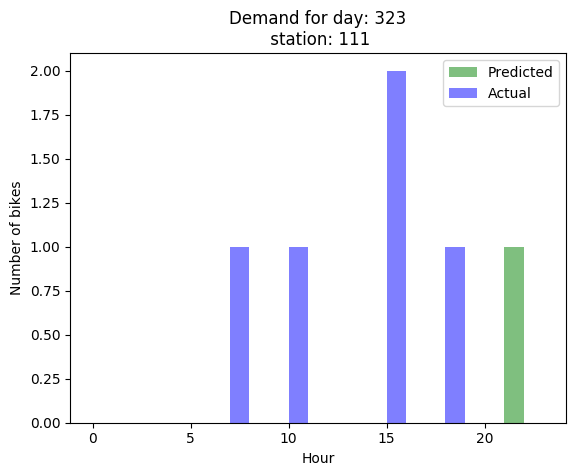 Demand for day: 323
station: 111
Predicted
Actual
2.00
1.75
1.50
1.25
1.00
0.75
0.50
0.25
0.00
Number of bikes
0 5 10 15 20
Hour